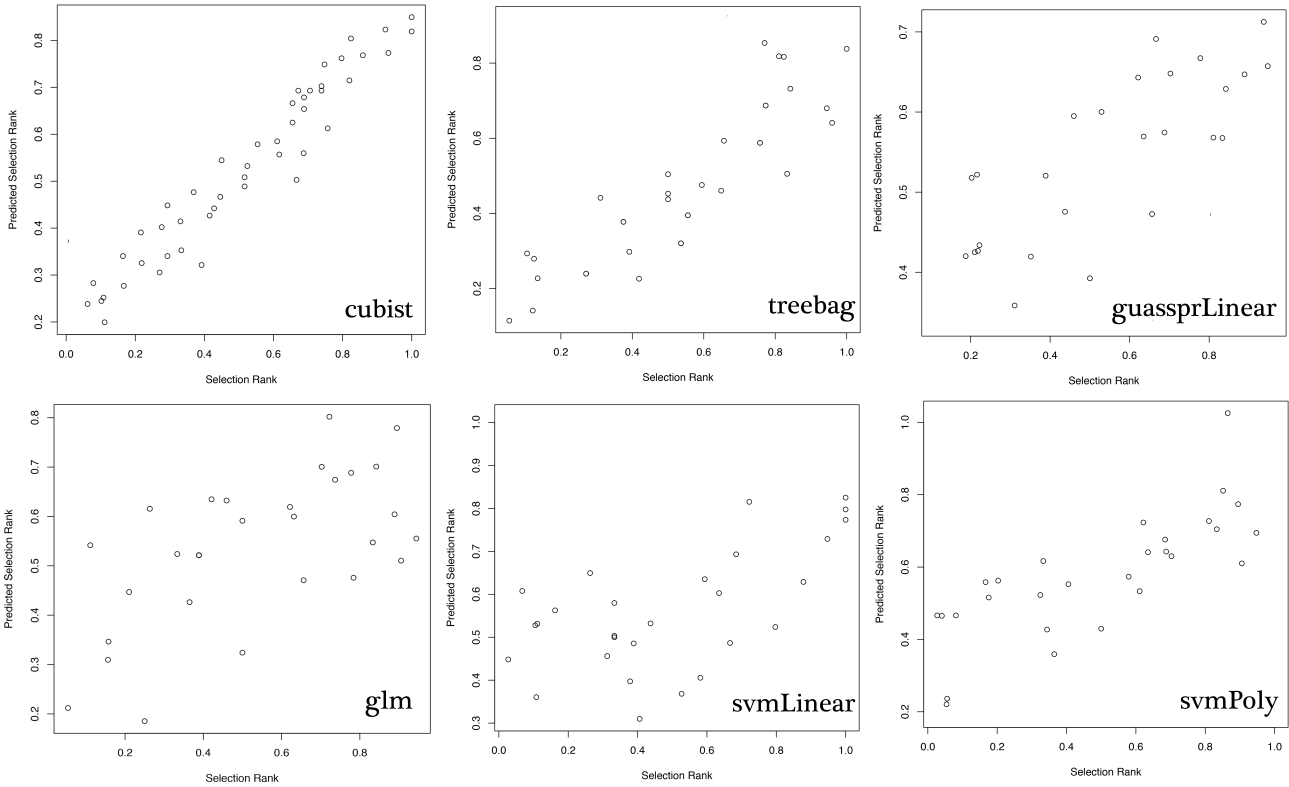 Predicted Selection Rank
0.2 0.3 0.4 0.5 0.6 0.7 0.8
cubist
0.0 0.2 0.4 0.6 0.8 1.0
Selection Rank
Predicted Selection Rank
0.2 0.4 0.6 0.8
treebag
0.2 0.4 0.6 0.8 1.0
Selection Rank
Predicted Selection Rank
0.4 0.5 0.6 0.7
guassprLinear
0.2 0.4 0.6 0.8
Selection Rank
Predicted Selection Rank
0.2 0.3 0.4 0.5 0.6 0.7 0.8
glm
0.2 0.4 0.6 0.8
Selection Rank
Predicted Selection Rank
0.3 0.4 0.5 0.6 0.7 0.8 0.9 1.0
svmLinear
0.0 0.2 0.4 0.6 0.8 1.0
Selection Rank
Predicted Selection Rank
0.2 0.4 0.6 0.8 1.0
svmPoly
0.0 0.2 0.4 0.6 0.8 1.0
Selection Rank